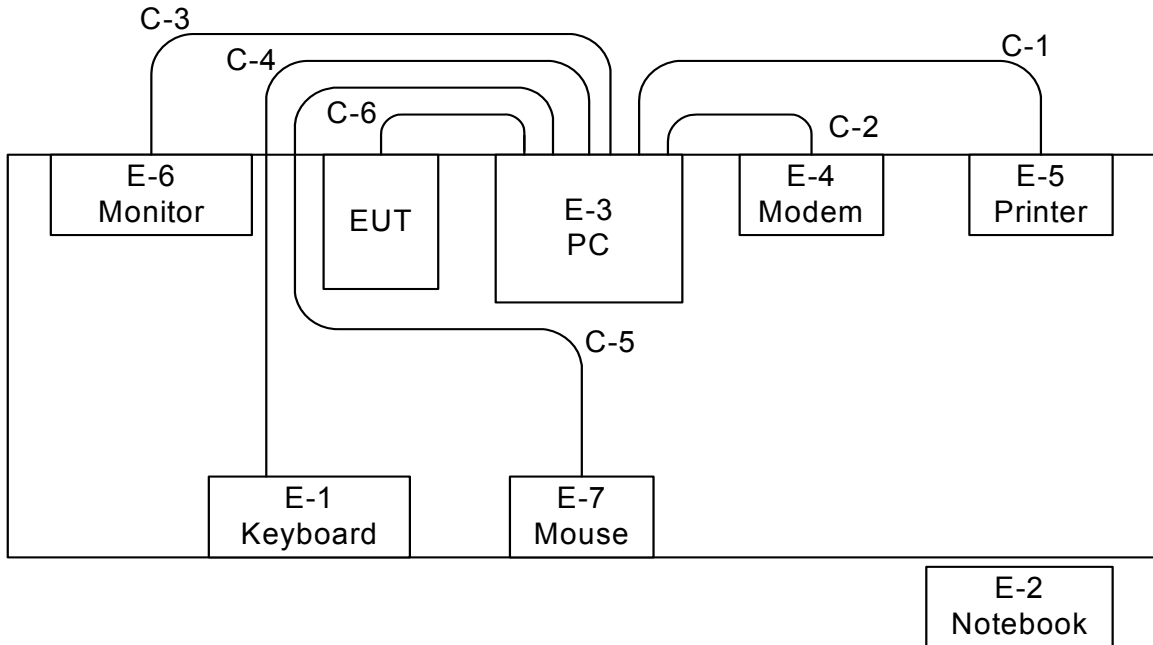 C-3
C-1
C-4
C-6
C-2
E-6
Monitor
EUT
E-3
PC
E-4
Modem
E-5
Printer
C-5
E-1
Keyboard
E-7
Mouse
E-2
Notebook